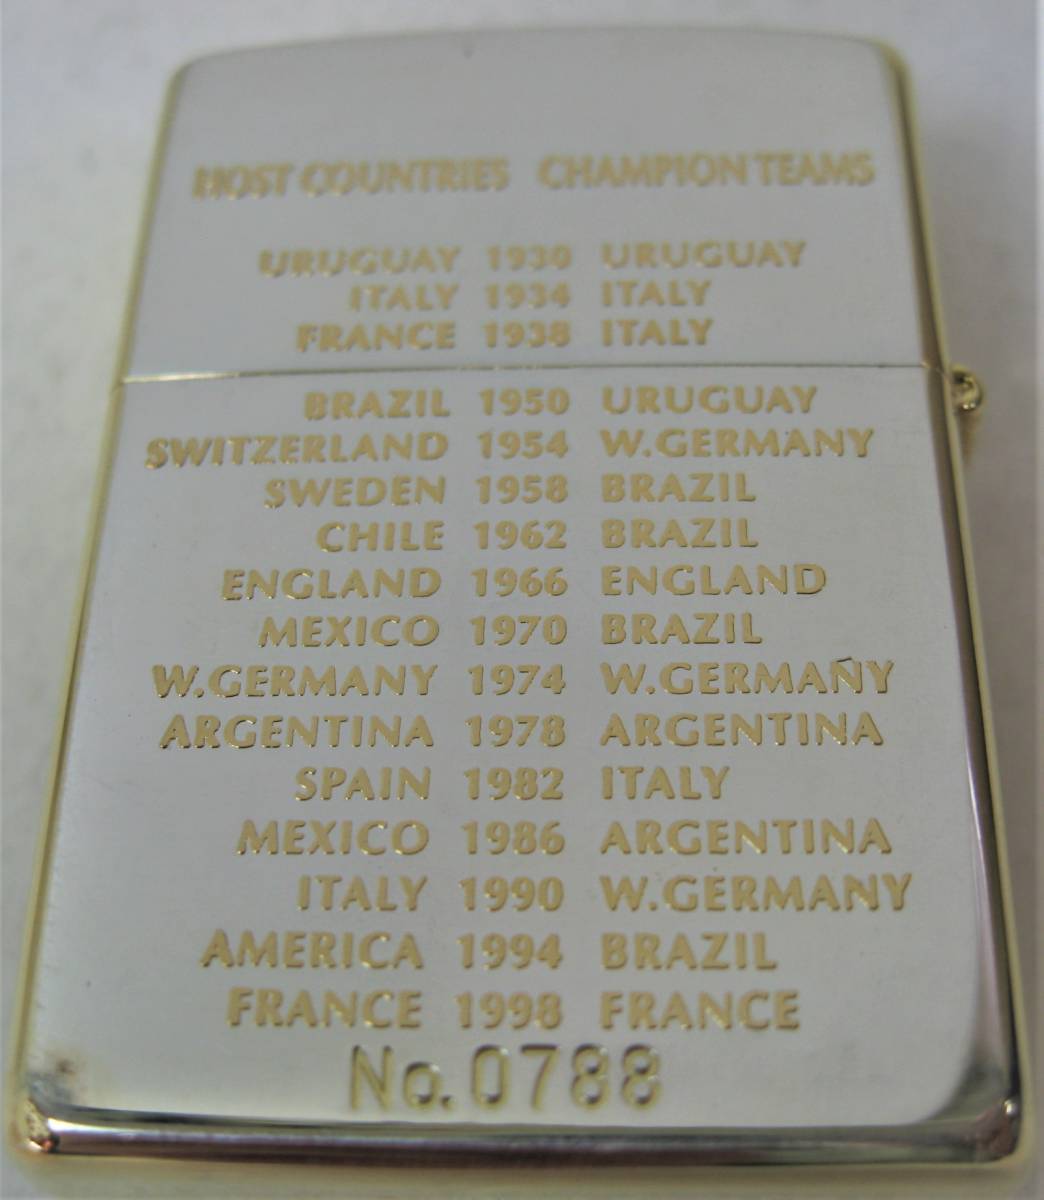 HOST COUNTRIES CHAMPION TEAMS
URUGUAY 1930 URUGUAY
ITALY 1934 ITALY
FRANCE 1938 ITALY
BRAZIL 1950 URUGUAY
SWITZERLAND 1954 W.GERMANY
SWEDEN 1958 BRAZIL
CHILE 1962 BRAZIL
ENGLAND 1966 ENGLAND
MEXICO 1970 BRAZIL
W.GERMANY 1974 W.GERMANY
ARGENTINA 1978 ARGENTINA
SPAIN 1982 ITALY
MEXICO 1986 ARGENTINA
ITALY 1990 W.GERMANY
AMERICA 1994 BRAZIL
FRANCE 1998 FRANCE
No.0788